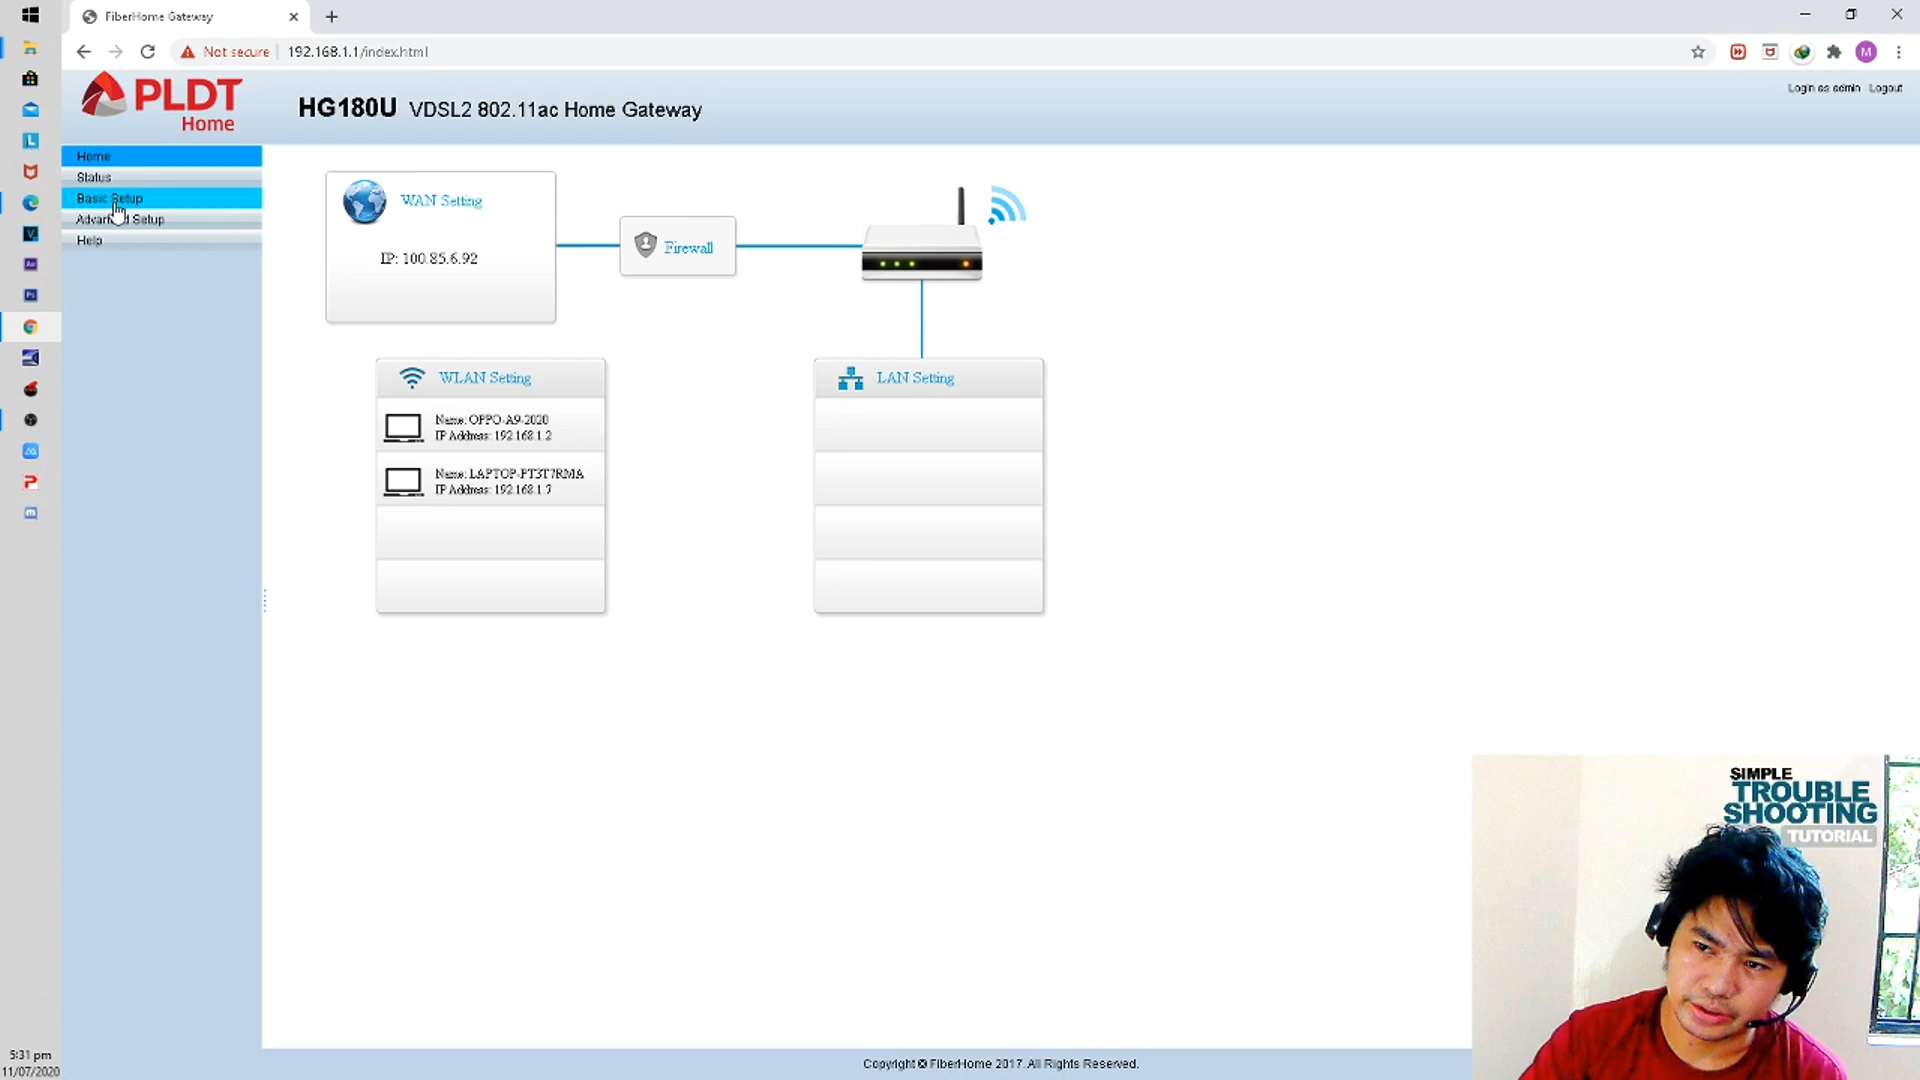 FiberHome Gateway
Not secure 192.168.1.1/index.html
M
PLDT
Home
HG180U VDSL2 802.11ac Home Gateway
Login as admin Logout
Home
Status
Basic Setup
Advanced Setup
Help
WAN Setting
IP: 100.85.6.92
Firewall
WLAN Setting
Name: OPPO-A9-2020
IP Address: 192.168.1.2
Name: LAPTOP-PT3T7RMA
IP Address: 192.168.1.7
LAN Setting
SIMPLE
TROUBLE
SHOOTING
TUTORIAL
Copyright © FiberHome 2017. All Rights Reserved.
5:31 pm
11/07/2020